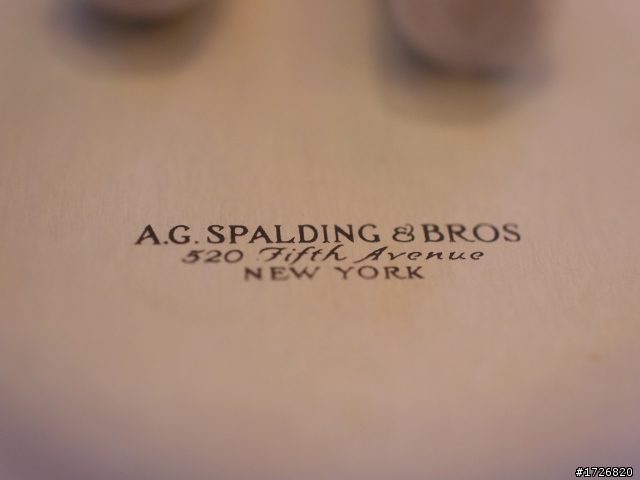 A.G. SPALDING & BROS
520 Fifth Avenue
NEW YORK
#1726820